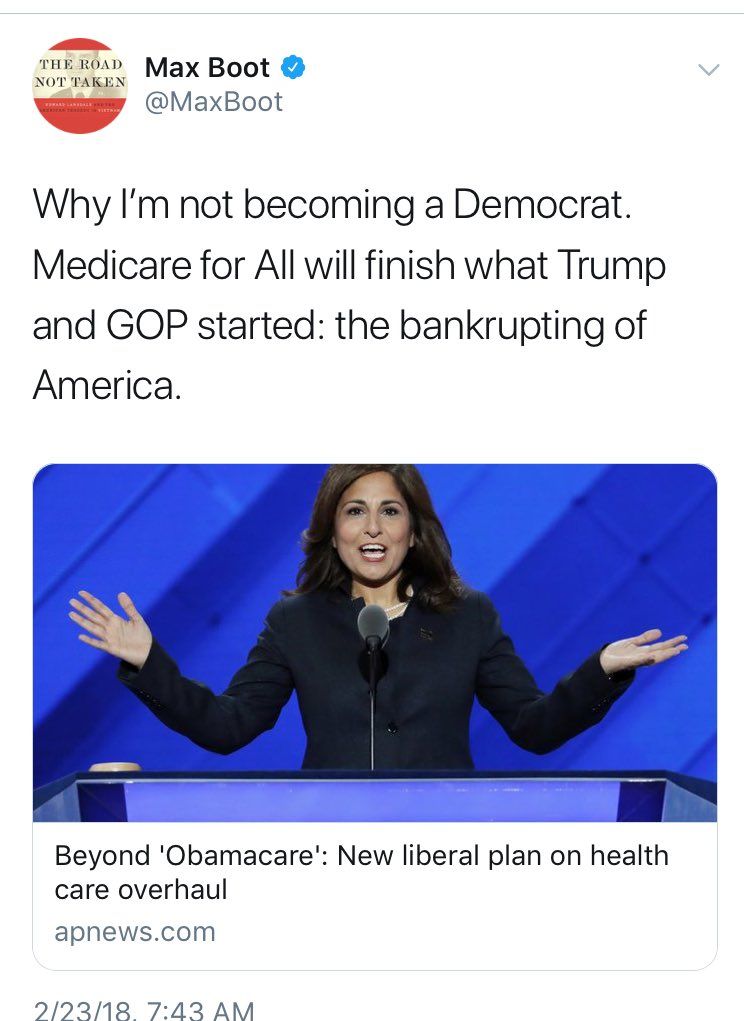 THE ROAD
NOT TAKEN
Max Boot
@MaxBoot
Why I'm not becoming a Democrat.
Medicare for All will finish what Trump
and GOP started: the bankrupting of
America.
Beyond 'Obamacare': New liberal plan on health
care overhaul
apnews.com
2/23/18, 7:43 AM